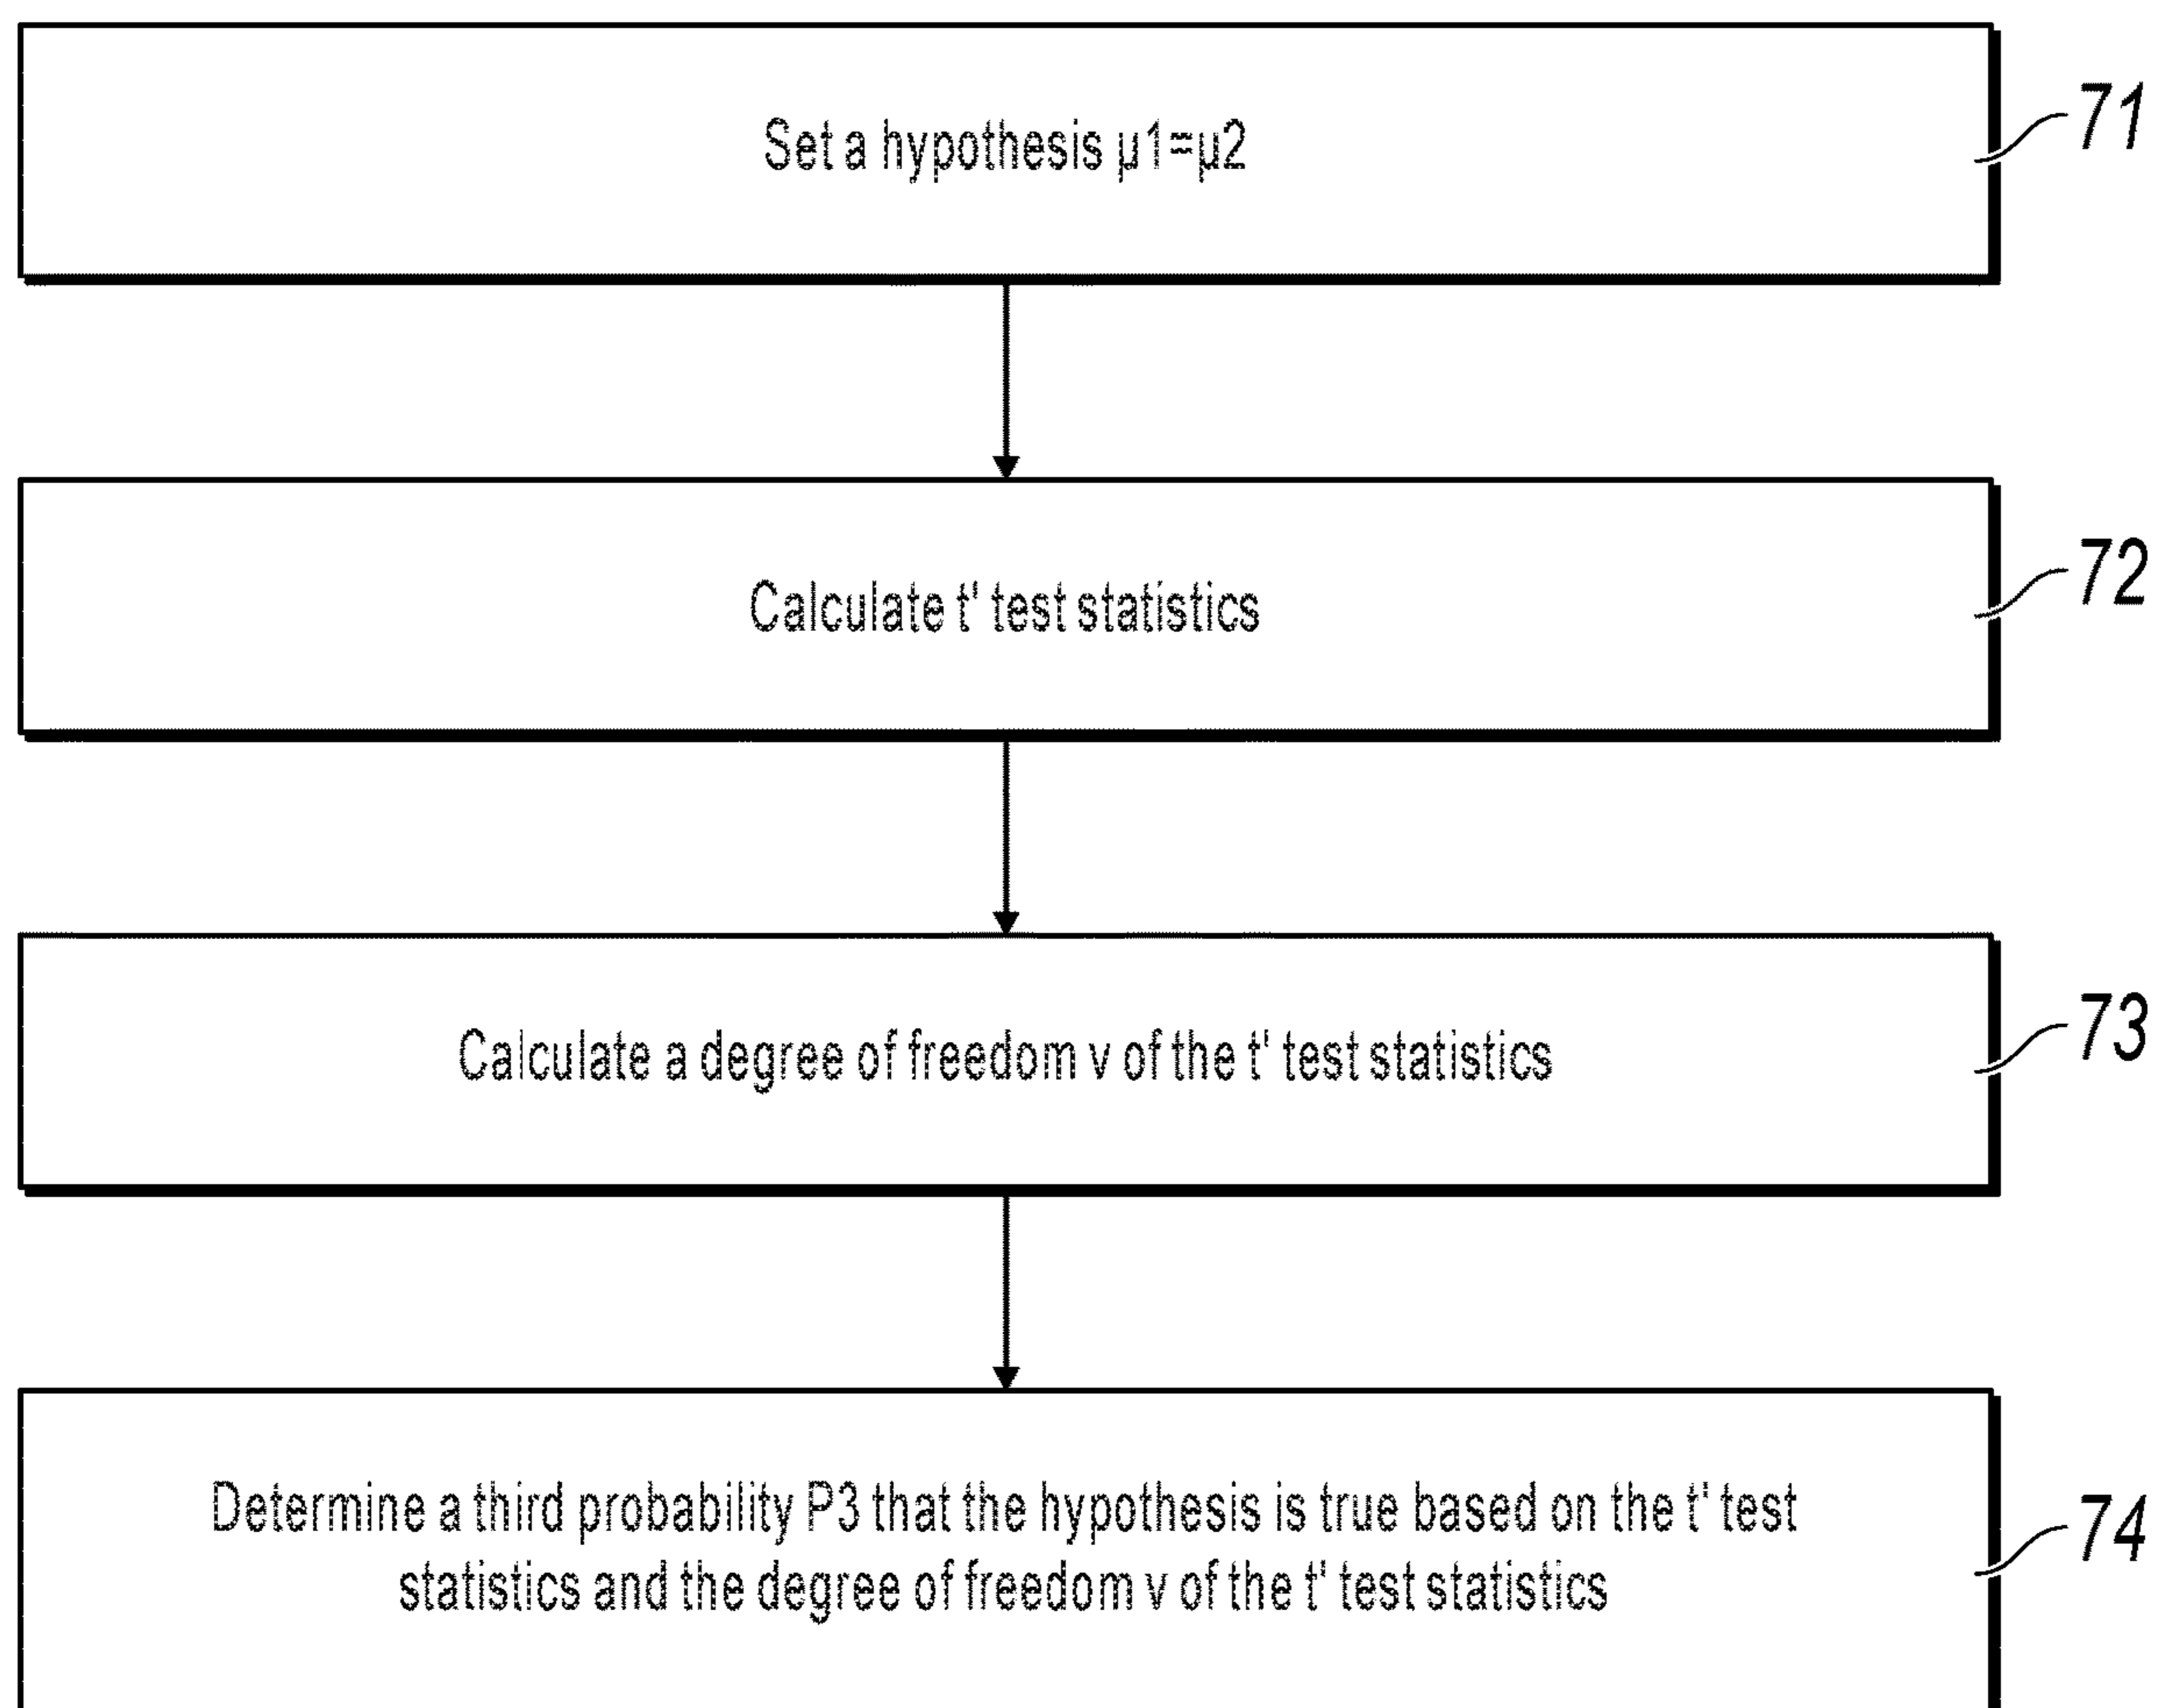 Set a hypothesis µ1=µ2
71
Calculate t' test statistics
72
Calculate a degree of freedom v of the t' test statistics
73
Determine a third probability P3 that the hypothesis is true based on the t' test
statistics and the degree of freedom v of the t' test statistics
74